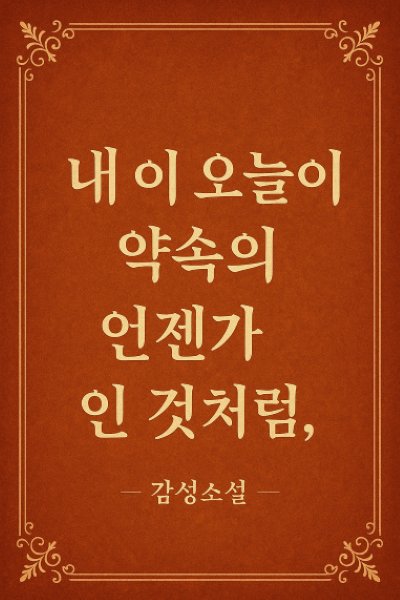 내 이 오늘이
약속의
언젠가
인 것처럼,
— 감성소설 —